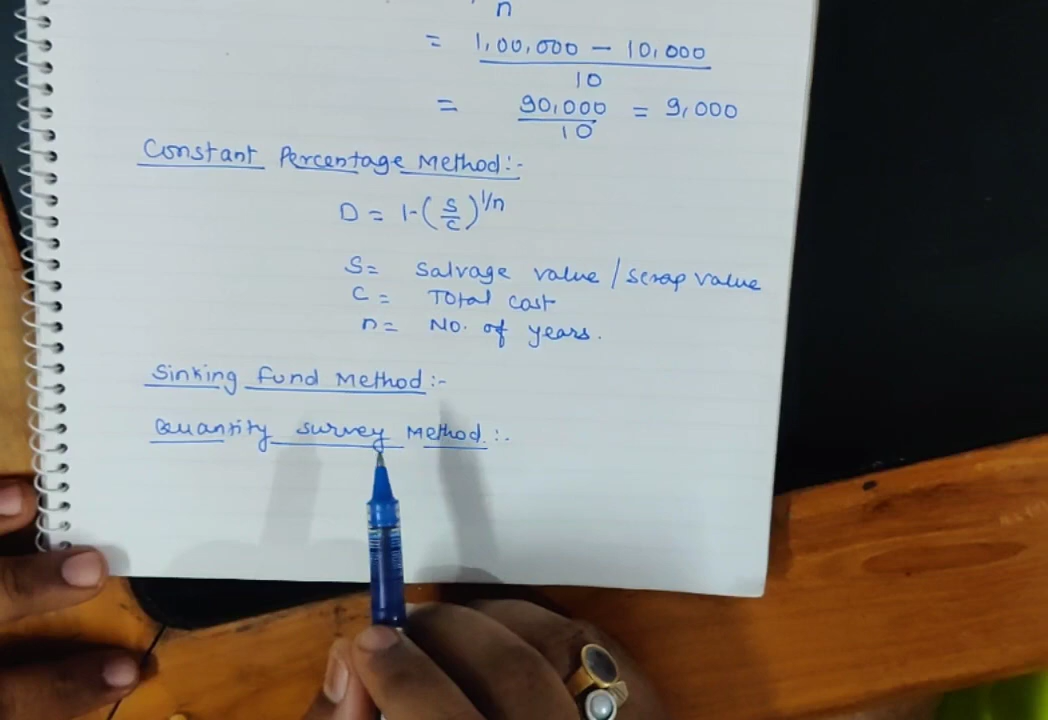 n
= 1,00,000 - 10,000
10
= 90,000 = 9,000
10
Constant Percentage Method:-
D = 1-(S/C)^1/n
S= Salvage value / Scrap value
C = Total cost
n= No. of years.
Sinking Fund Method:-
Quantity Survey Method:-